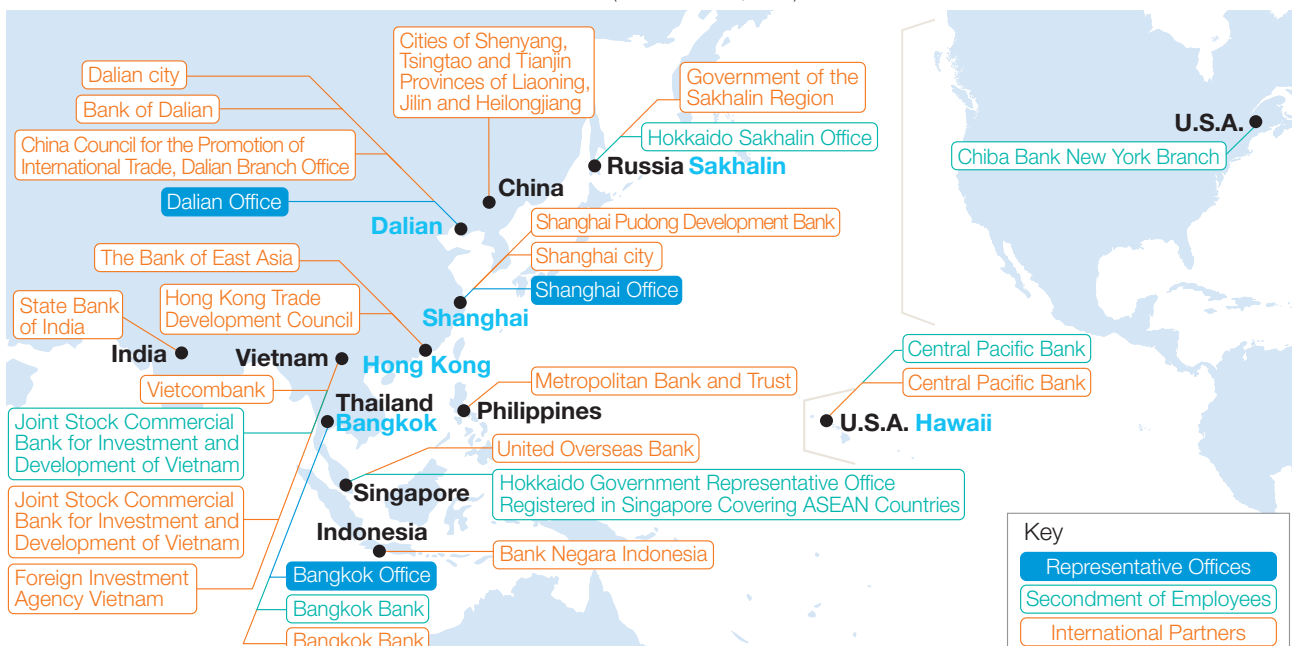 Cities of Shenyang,
Tsingtao and Tianjin
Provinces of Liaoning,
Jilin and Heilongjiang
Dalian city
Bank of Dalian
China Council for the Promotion of
International Trade, Dalian Branch Office
Dalian Office
Dalian
China
Government of the
Sakhalin Region
Hokkaido Sakhalin Office
Russia Sakhalin
U.S.A.
Chiba Bank New York Branch
Shanghai Pudong Development Bank
Shanghai city
Shanghai Office
Shanghai
The Bank of East Asia
Hong Kong Trade
Development Council
Hong Kong
State Bank
of India
India
Vietnam
Vietcombank
Joint Stock Commercial
Bank for Investment and
Development of Vietnam
Joint Stock Commercial
Bank for Investment and
Development of Vietnam
Foreign Investment
Agency Vietnam
Thailand
Bangkok
Bangkok Office
Bangkok Bank
Bangkok Bank
Metropolitan Bank and Trust
Philippines
United Overseas Bank
Hokkaido Government Representative Office
Registered in Singapore Covering ASEAN Countries
Singapore
Indonesia
Bank Negara Indonesia
Central Pacific Bank
Central Pacific Bank
U.S.A. Hawaii
Key
Representative Offices
Secondment of Employees
International Partners